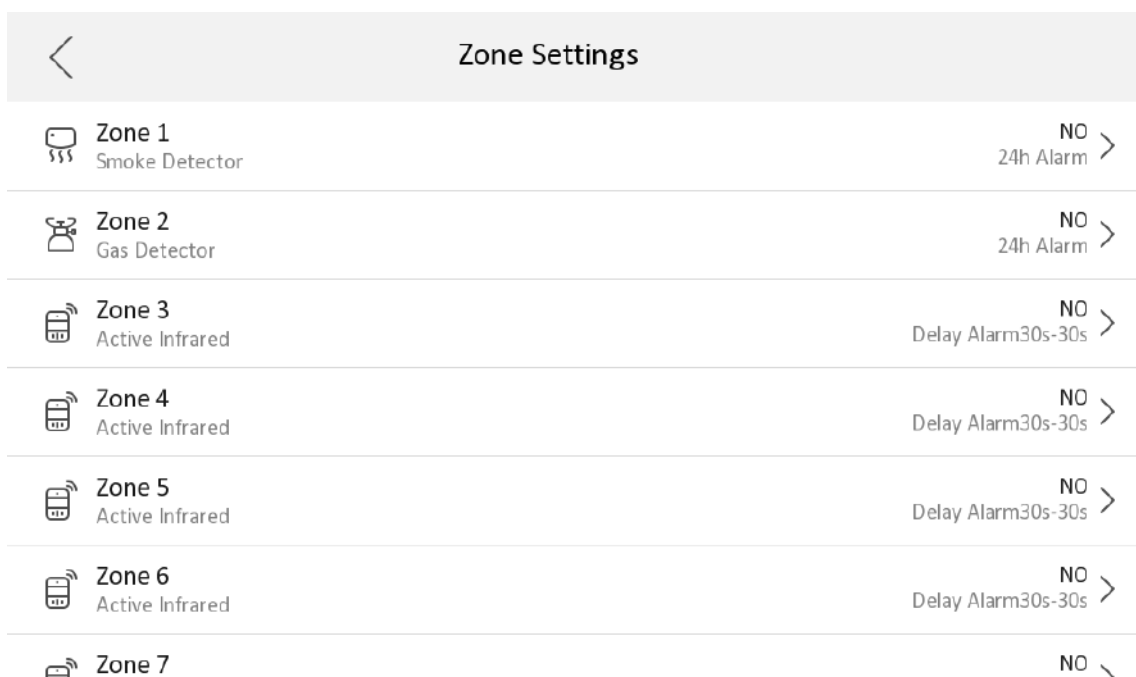 Zone Settings
Zone 1
NO
Smoke Detector
24h Alarm
Zone 2
NO
Gas Detector
24h Alarm
Zone 3
NO
Active Infrared
Delay Alarm30s-30s
Zone 4
NO
Active Infrared
Delay Alarm30s-30s
Zone 5
NO
Active Infrared
Delay Alarm30s-30s
Zone 6
NO
Active Infrared
Delay Alarm30s-30s
Zone 7
NO